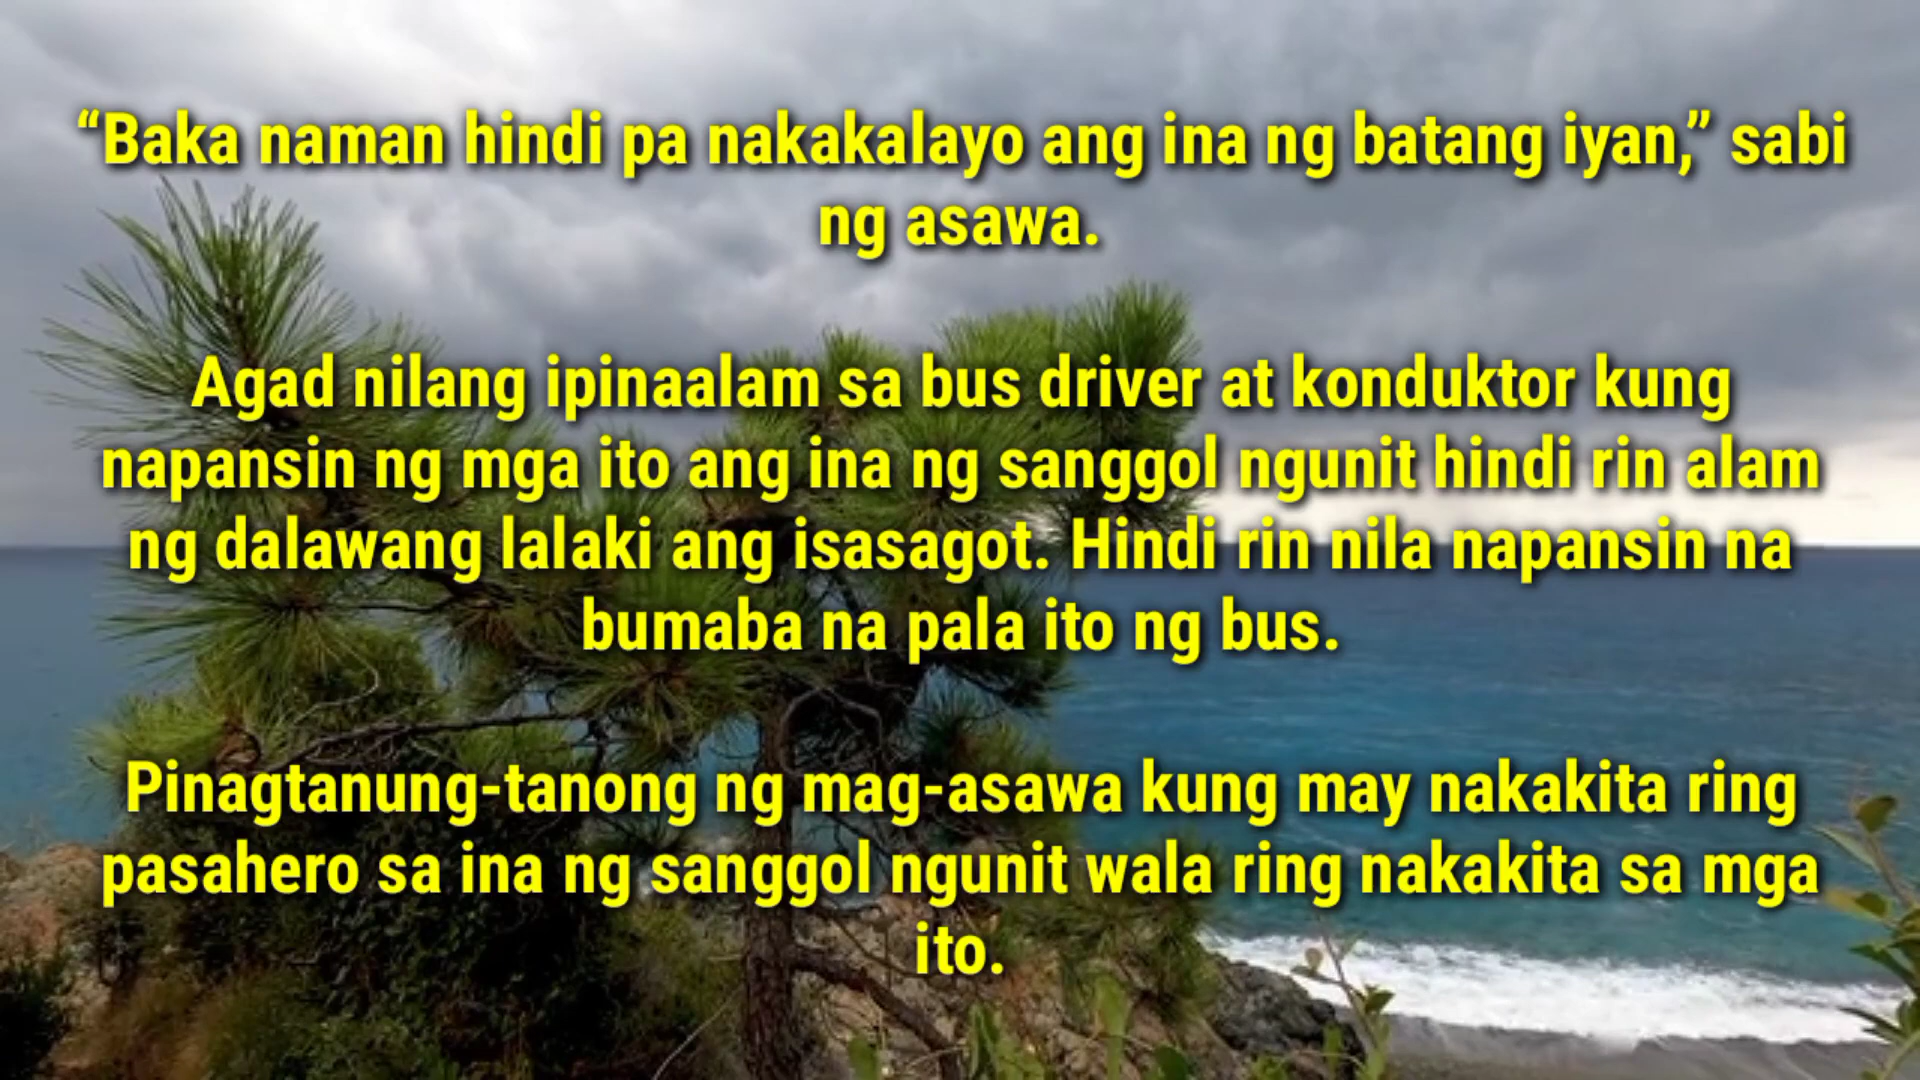 “Baka naman hindi pa nakakalayo ang ina ng batang iyan,” sabi
ng asawa.
Agad nilang ipinaalam sa bus driver at konduktor kung
napansin ng mga ito ang ina ng sanggol ngunit hindi rin alam
ng dalawang lalaki ang isasagot. Hindi rin nila napansin na
bumaba na pala ito ng bus.
Pinagtanung-tanong ng mag-asawa kung may nakakita ring
pasahero sa ina ng sanggol ngunit wala ring nakakita sa mga
ito.